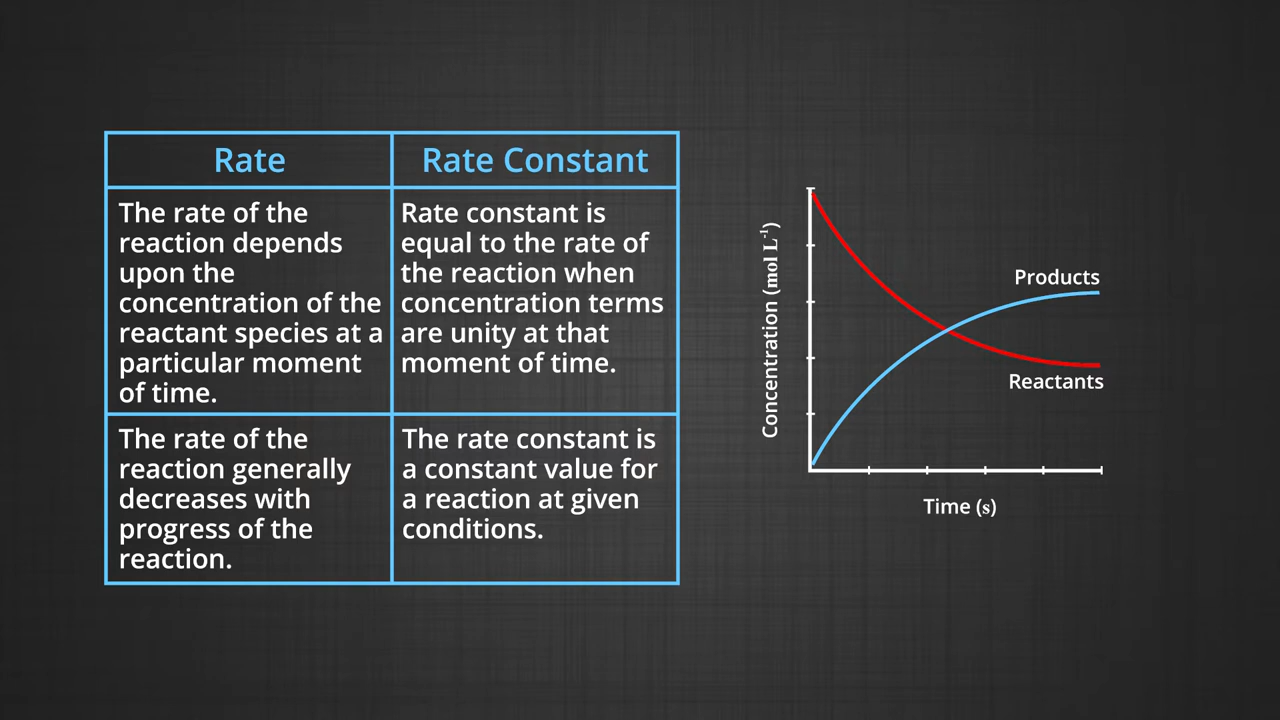 Rate
Rate Constant
The rate of the
reaction depends
upon the
concentration of the
reactant species at a
particular moment
of time.
Rate constant is
equal to the rate of
the reaction when
concentration terms
are unity at that
moment of time.
The rate of the
reaction generally
decreases with
progress of the
reaction.
The rate constant is
a constant value for
a reaction at given
conditions.
Concentration (mol L⁻¹)
Products
Reactants
Time (s)